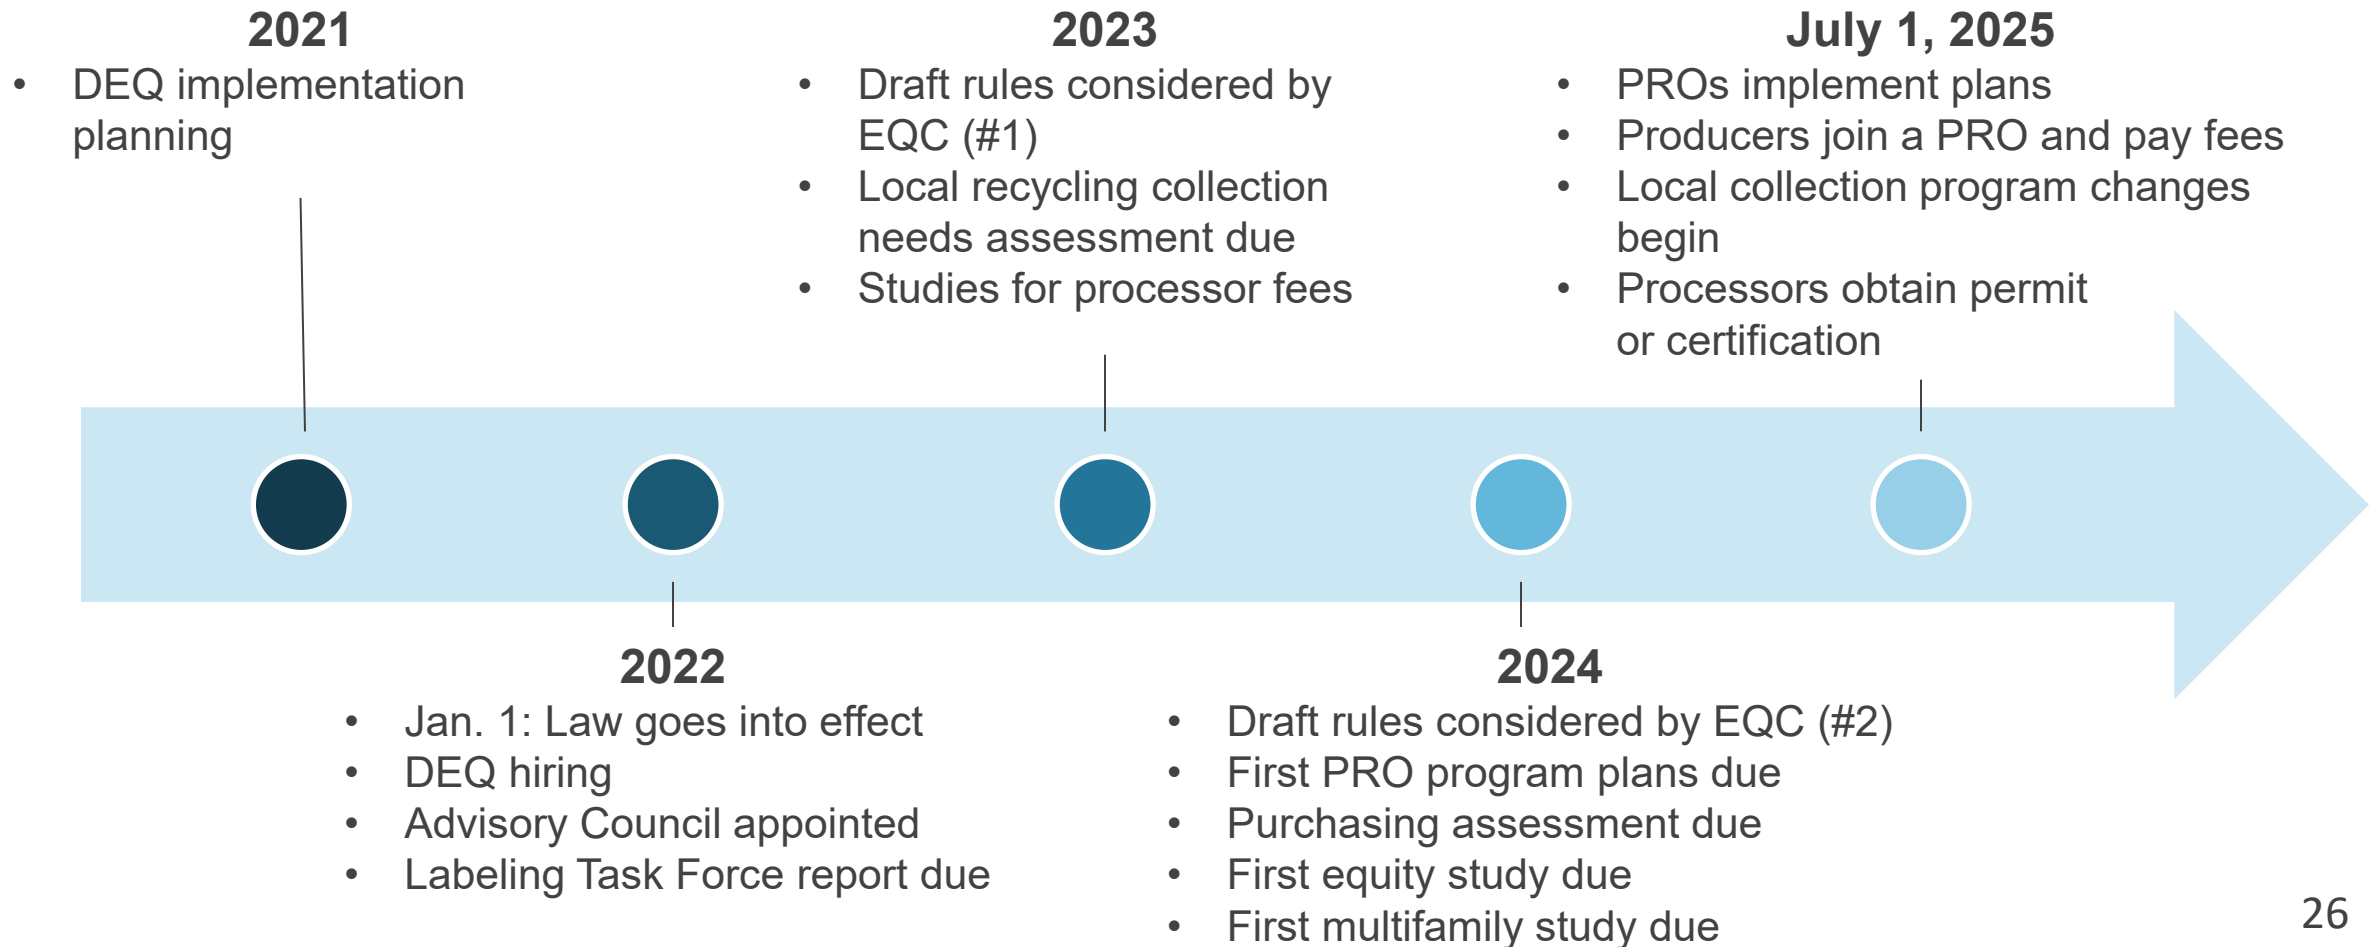 2021
• DEQ implementation
planning
2023
• Draft rules considered by
EQC (#1)
• Local recycling collection
needs assessment due
• Studies for processor fees
July 1, 2025
• PROs implement plans
• Producers join a PRO and pay fees
• Local collection program changes
begin
• Processors obtain permit
or certification
2022
• Jan. 1: Law goes into effect
• DEQ hiring
• Advisory Council appointed
• Labeling Task Force report due
2024
• Draft rules considered by EQC (#2)
• First PRO program plans due
• Purchasing assessment due
• First equity study due
• First multifamily study due
26